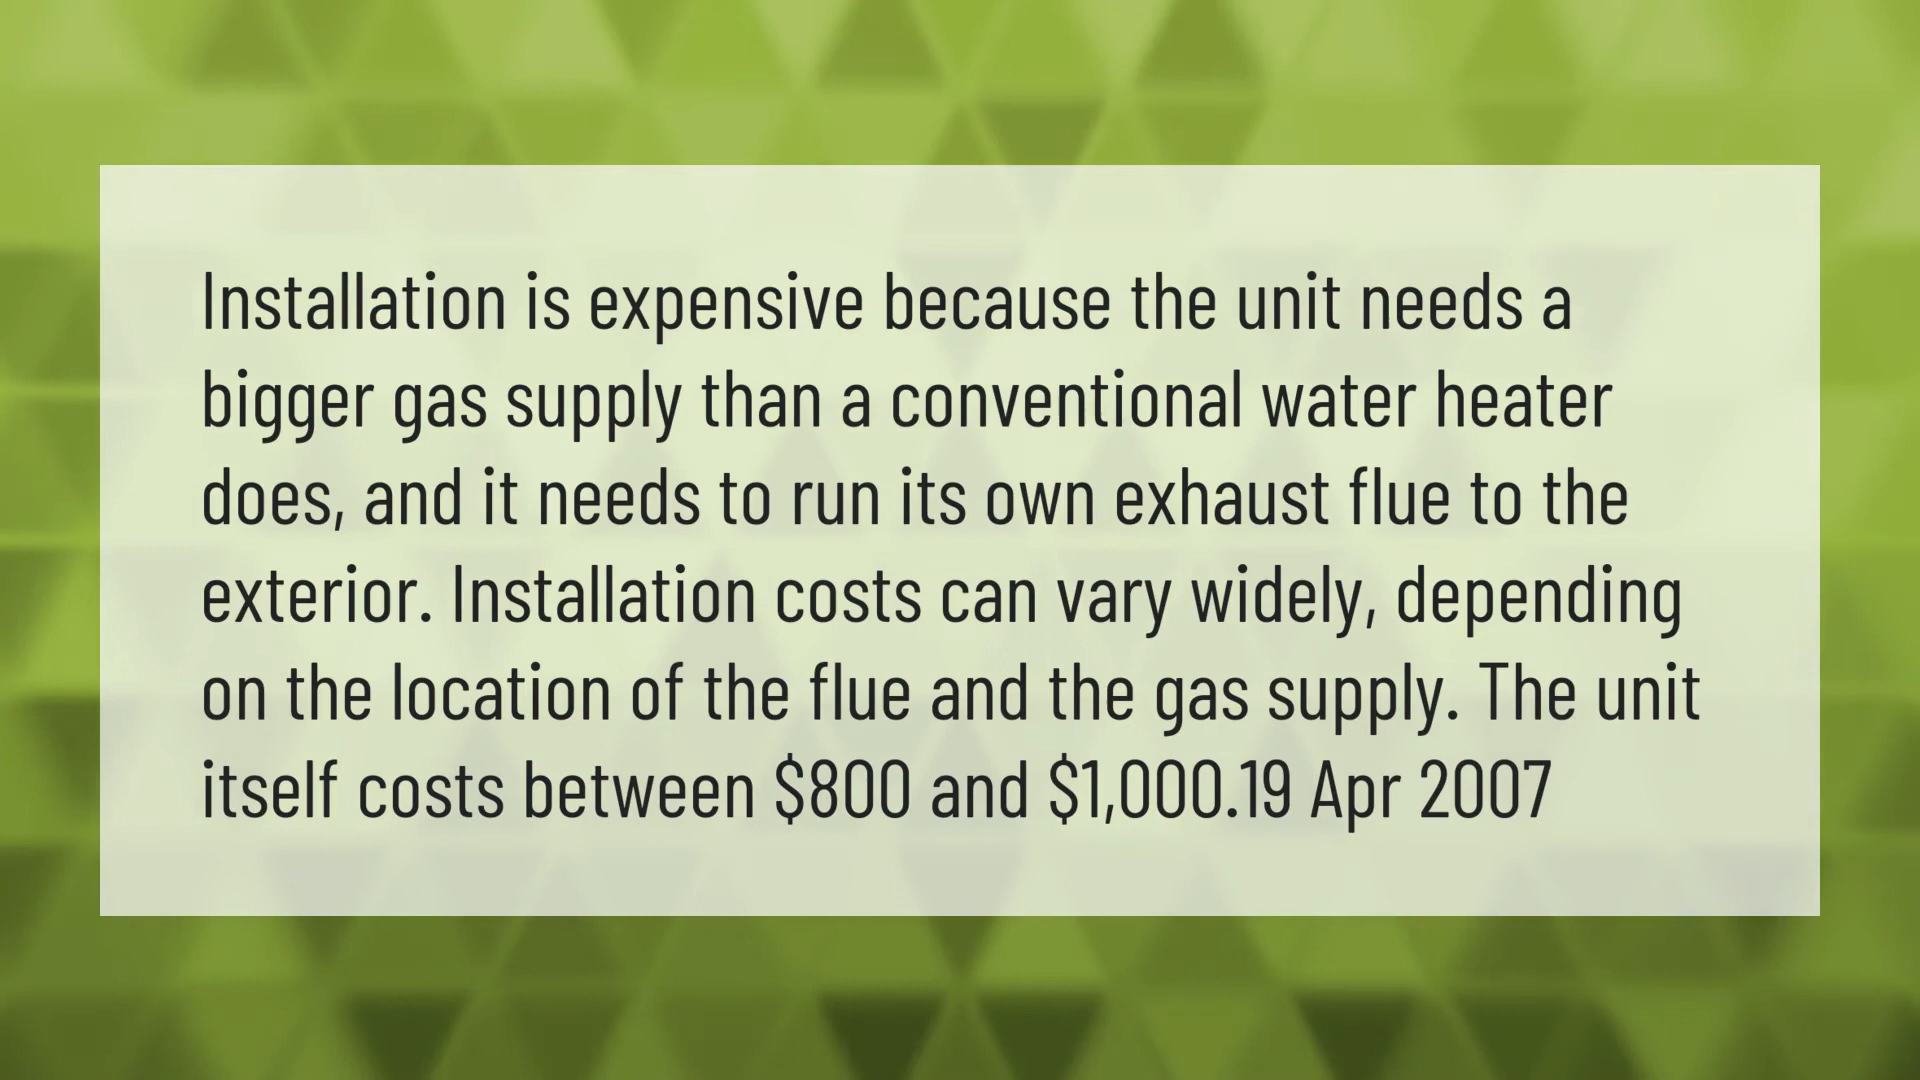 Installation is expensive because the unit needs a
bigger gas supply than a conventional water heater
does, and it needs to run its own exhaust flue to the
exterior. Installation costs can vary widely, depending
on the location of the flue and the gas supply. The unit
itself costs between $800 and $1,000.19 Apr 2007